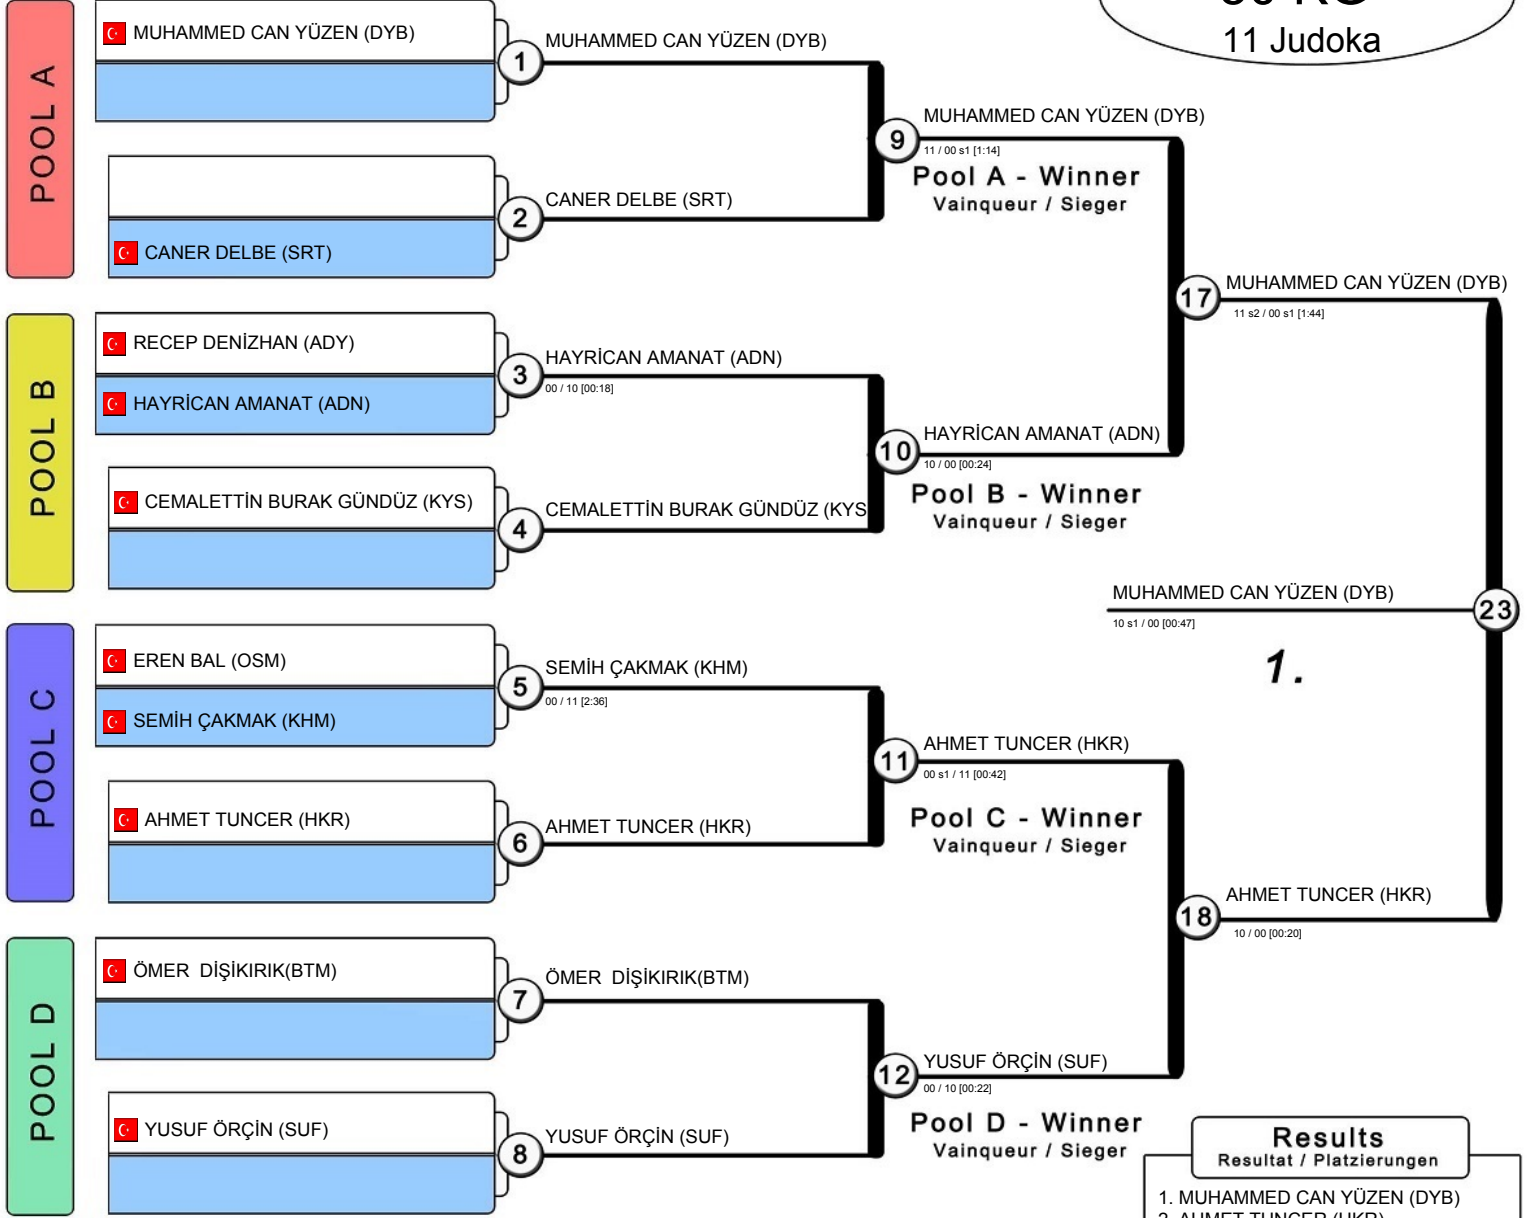 11 Judoka
POOL A
MUHAMMED CAN YÜZEN (DYB)
1
MUHAMMED CAN YÜZEN (DYB)
2
CANER DELBE (SRT)
CANER DELBE (SRT)
9
MUHAMMED CAN YÜZEN (DYB)
11 / 00 s1 [1:14]
Pool A - Winner
Vainqueur / Sieger
POOL B
RECEP DENİZHAN (ADY)
HAYRİCAN AMANAT (ADN)
3
HAYRİCAN AMANAT (ADN)
00 / 10 [00:18]
CEMALETTİN BURAK GÜNDÜZ (KYS)
4
CEMALETTİN BURAK GÜNDÜZ (KYS
10
HAYRİCAN AMANAT (ADN)
10 / 00 [00:24]
Pool B - Winner
Vainqueur / Sieger
17
MUHAMMED CAN YÜZEN (DYB)
11 s2 / 00 s1 [1:44]
MUHAMMED CAN YÜZEN (DYB)
23
10 s1 / 00 [00:47]
1.
POOL C
EREN BAL (OSM)
SEMİH ÇAKMAK (KHM)
5
SEMİH ÇAKMAK (KHM)
00 / 11 [2:36]
AHMET TUNCER (HKR)
6
AHMET TUNCER (HKR)
11
AHMET TUNCER (HKR)
00 s1 / 11 [00:42]
Pool C - Winner
Vainqueur / Sieger
18
AHMET TUNCER (HKR)
10 / 00 [00:20]
POOL D
ÖMER  DİŞİKIRIK(BTM)
7
ÖMER  DİŞİKIRIK(BTM)
YUSUF ÖRÇİN (SUF)
8
YUSUF ÖRÇİN (SUF)
12
YUSUF ÖRÇİN (SUF)
00 / 10 [00:22]
Pool D - Winner
Vainqueur / Sieger
Results
Resultat / Platzierungen
1. MUHAMMED CAN YÜZEN (DYB)
2. AHMET TUNCER (HKR)